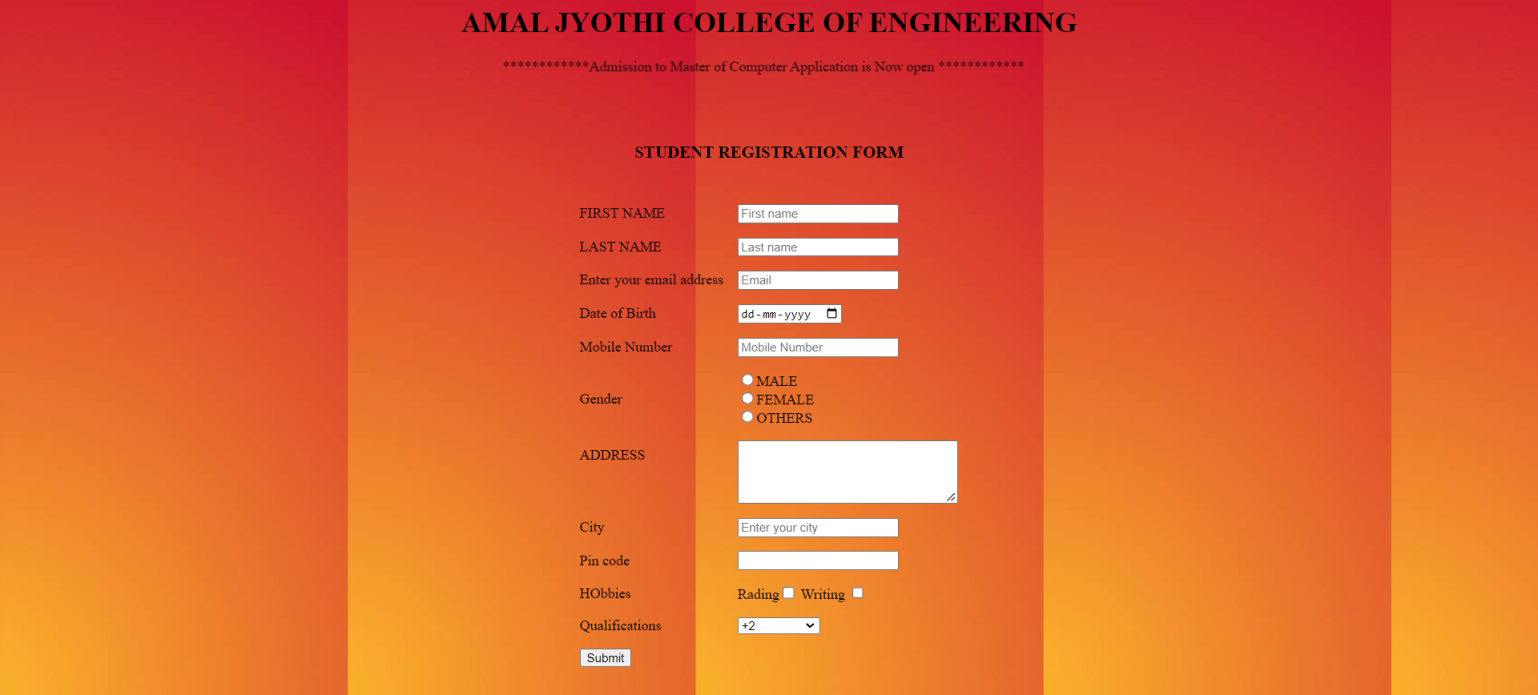 AMAL JYOTHI COLLEGE OF ENGINEERING
************Admission to Master of Computer Application is Now open ************
STUDENT REGISTRATION FORM
FIRST NAME First name
LAST NAME Last name
Enter your email address Email
Date of Birth dd-mm-yyyy
Mobile Number Mobile Number
MALE
Gender FEMALE
OTHERS
ADDRESS
City Enter your city
Pin code
HObbies Rading Writing
Qualifications +2
Submit